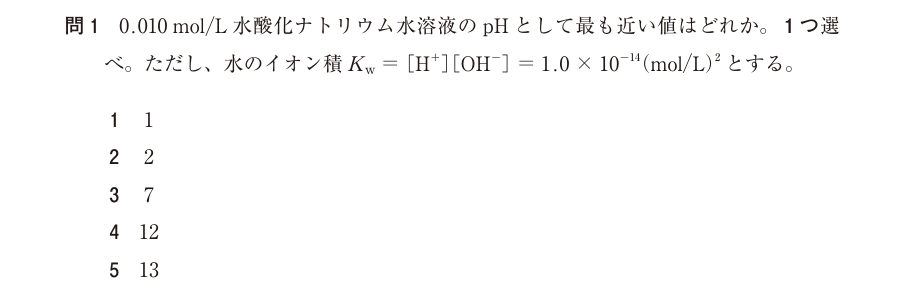 問1 0.010 mol/L 水酸化ナトリウム水溶液の pH として最も近い値はどれか。1つ選
べ。ただし、水のイオン積 Kw = [H⁺][OH⁻] = 1.0 × 10⁻¹⁴(mol/L)² とする。
1 1
2 2
3 7
4 12
5 13